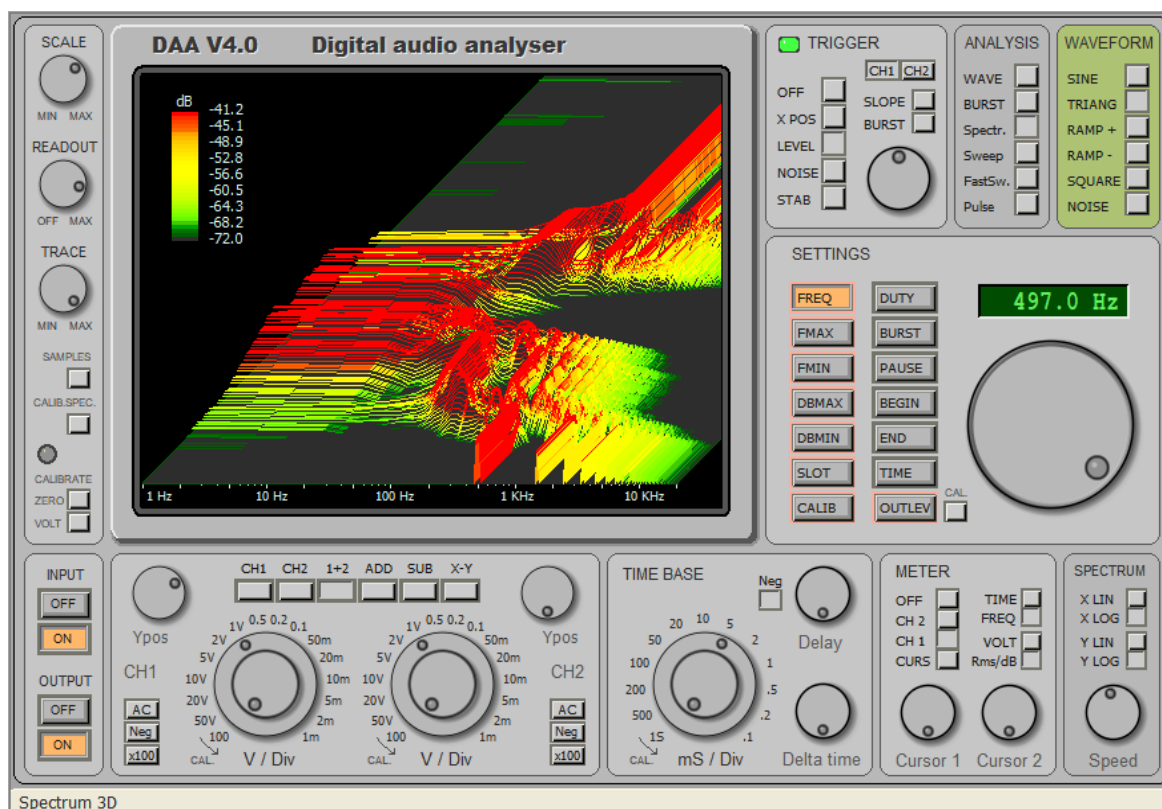 SCALE
MIN MAX
READOUT
OFF MAX
TRACE
MIN MAX
SAMPLES
CALIB.SPEC.
CALIBRATE
ZERO
VOLT
DAA V4.0 Digital audio analyser
dB
-41.2
-45.1
-48.9
-52.8
-56.6
-60.5
-64.3
-68.2
-72.0
1 Hz 10 Hz 100 Hz 1 KHz 10 KHz
TRIGGER
CH1 CH2
OFF
X POS
LEVEL
NOISE
STAB
SLOPE
BURST
ANALYSIS
WAVE
BURST
Spectr.
Sweep
FastSw.
Pulse
WAVEFORM
SINE
TRIANG
RAMP +
RAMP -
SQUARE
NOISE
SETTINGS
FREQ DUTY
FMAX BURST
FMIN PAUSE
DBMAX BEGIN
DBMIN END
SLOT TIME
CALIB OUTLEV
CAL.
497.0 Hz
INPUT
OFF
ON
OUTPUT
OFF
ON
CH1 CH2 1+2 ADD SUB X-Y
Ypos
CH1
AC
Neg
x100
100
50V
20V
10V
5V
2V
1V
0.5
0.2
0.1
50m
20m
10m
5m
2m
1m
CAL.
V / Div
100
50V
20V
10V
5V
2V
1V
0.5
0.2
0.1
50m
20m
10m
5m
2m
1m
CAL.
V / Div
Ypos
CH2
AC
Neg
x100
TIME BASE
Neg
1S
500
200
100
50
20
10
5
2
1
.5
.2
.1
CAL.
mS / Div
Delay
Delta time
METER
OFF
CH 2
CH 1
CURS
TIME
FREQ
VOLT
Rms/dB
Cursor 1 Cursor 2
SPECTRUM
X LIN
X LOG
Y LIN
Y LOG
Speed
Spectrum 3D